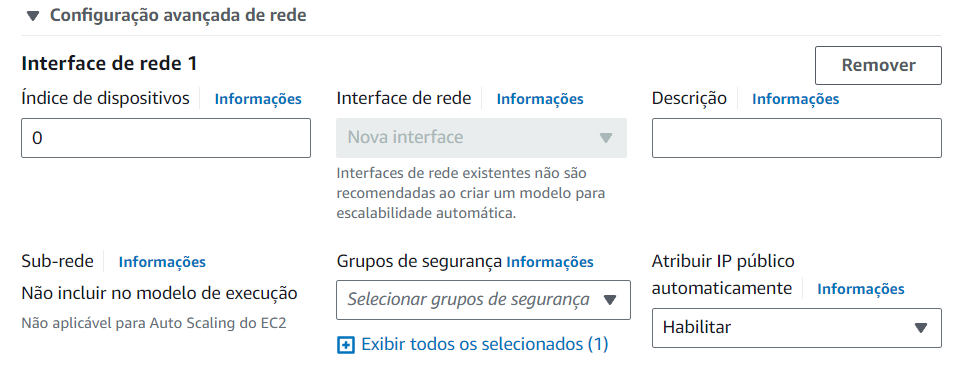 Configuração avançada de rede
Interface de rede 1
Remover
Índice de dispositivos Informações
0
Interface de rede Informações
Nova interface
Interfaces de rede existentes não são
recomendadas ao criar um modelo para
escalabilidade automática.
Descrição Informações
Sub-rede Informações
Não incluir no modelo de execução
Não aplicável para Auto Scaling do EC2
Grupos de segurança Informações
Selecionar grupos de segurança
Exibir todos os selecionados (1)
Atribuir IP público
automaticamente Informações
Habilitar